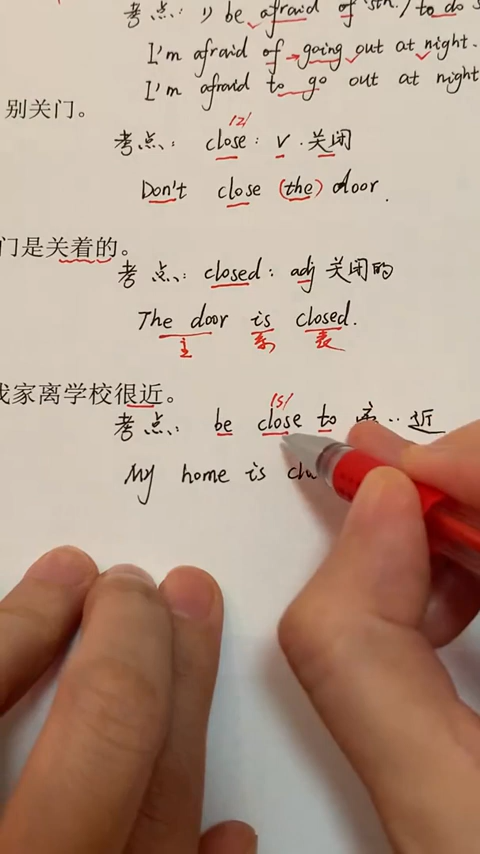 考点: 1) be afraid of sth. / to do s
I'm afraid of → going out at night.
I'm afraid to go out at night
别关门。
/z/
考点: close: v. 关闭
Don't close (the) door.
门是关着的。
考点: closed: adj 关闭的
The door is closed.
主 系 表
我家离学校很近。
/s/
考点: be close to 离··近
My home is